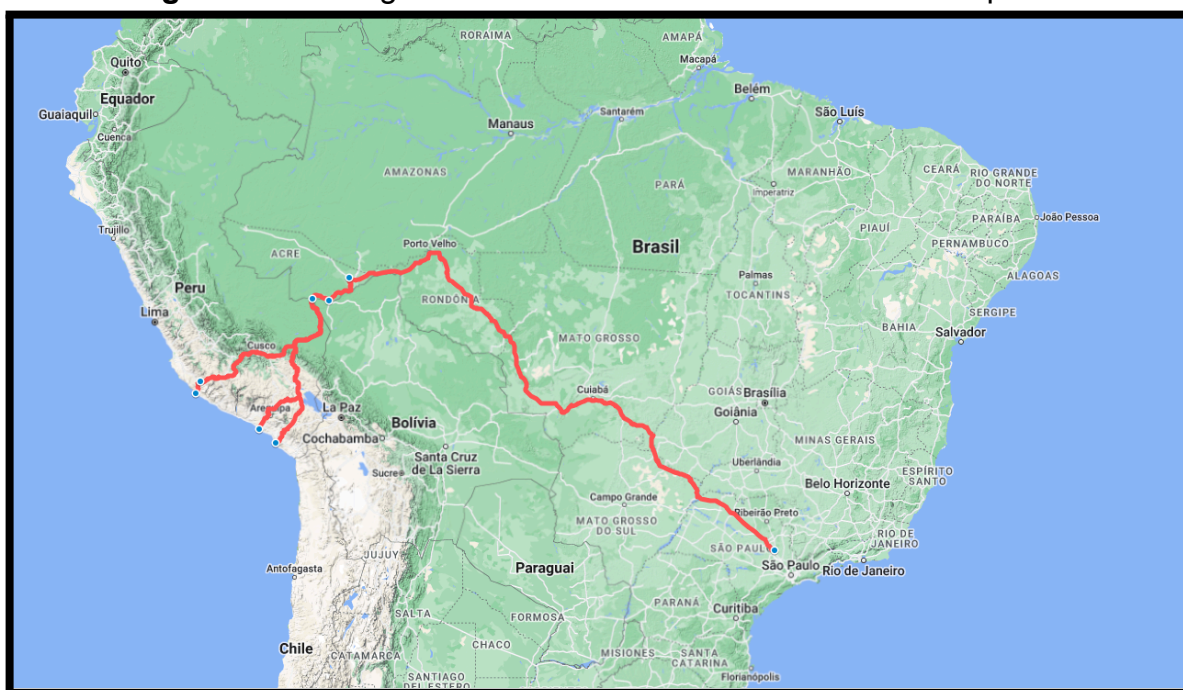 RORAIMA
AMAPÁ
Quito
Macapá
Equador
Belém
Guaiaquil
São Luís
Santarém
Manaus
Cuenca
AMAZONAS
MARANHÃO
CEARÁ
RIO GRANDE
DO NORTE
PARÁ
Imperatriz
PARAÍBA
João Pessoa
Trujillo
PIAUÍ
Porto Velho
PERNAMBUCO
ACRE
Brasil
Palmas
ALAGOAS
Peru
TOCANTINS
RONDÔNIA
SERGIPE
Lima
BAHIA
Salvador
MATO GROSSO
Cusco
Cuiabá
GOIÁS
Brasília
Arequipa
La Paz
Goiânia
Bolívia
Cochabamba
MINAS GERAIS
Santa Cruz
de La Sierra
Uberlândia
ESPÍRITO
SANTO
Sucre
Belo Horizonte
Campo Grande
Ribeirão Preto
MATO GROSSO
DO SUL
RIO DE
JANEIRO
JUJUY
SÃO PAULO
Antofagasta
Paraguai
São Paulo
Rio de Janeiro
PARANÁ
Curitiba
SALTA
FORMOSA
CHACO
Chile
CATAMARCA
MISIONES
SANTA
CATARINA
SANTIAGO
DEL ESTERO
Florianópolis